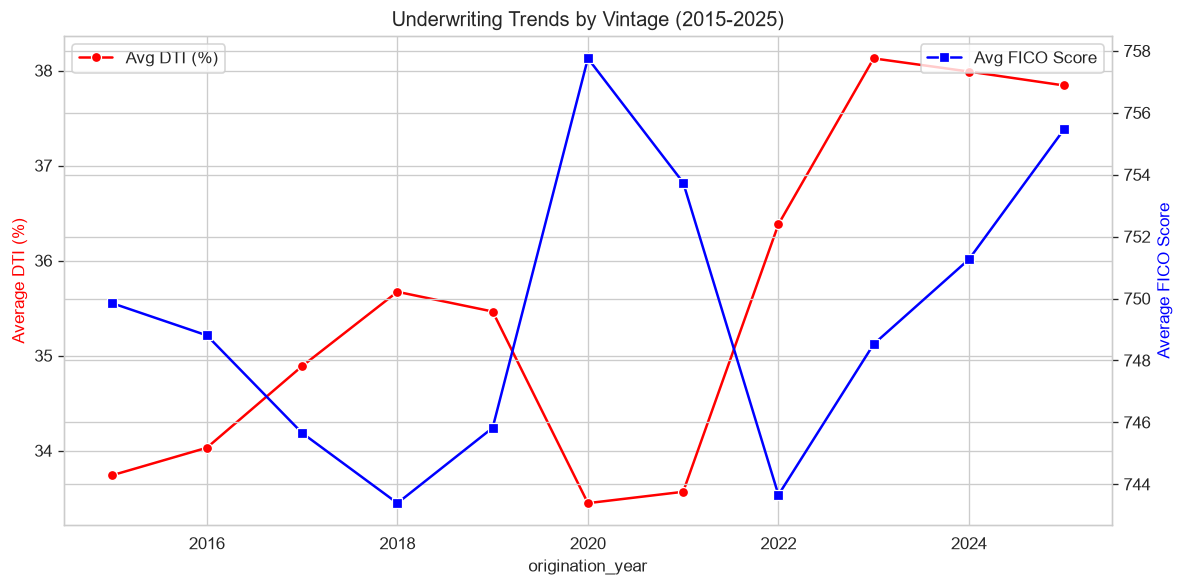 Underwriting Trends by Vintage (2015-2025)
Avg DTI (%)
Avg FICO Score
Average DTI (%)
38
37
36
35
34
758
756
754
752
750
748
746
744
Average FICO Score
2016 2018 2020 2022 2024
origination_year